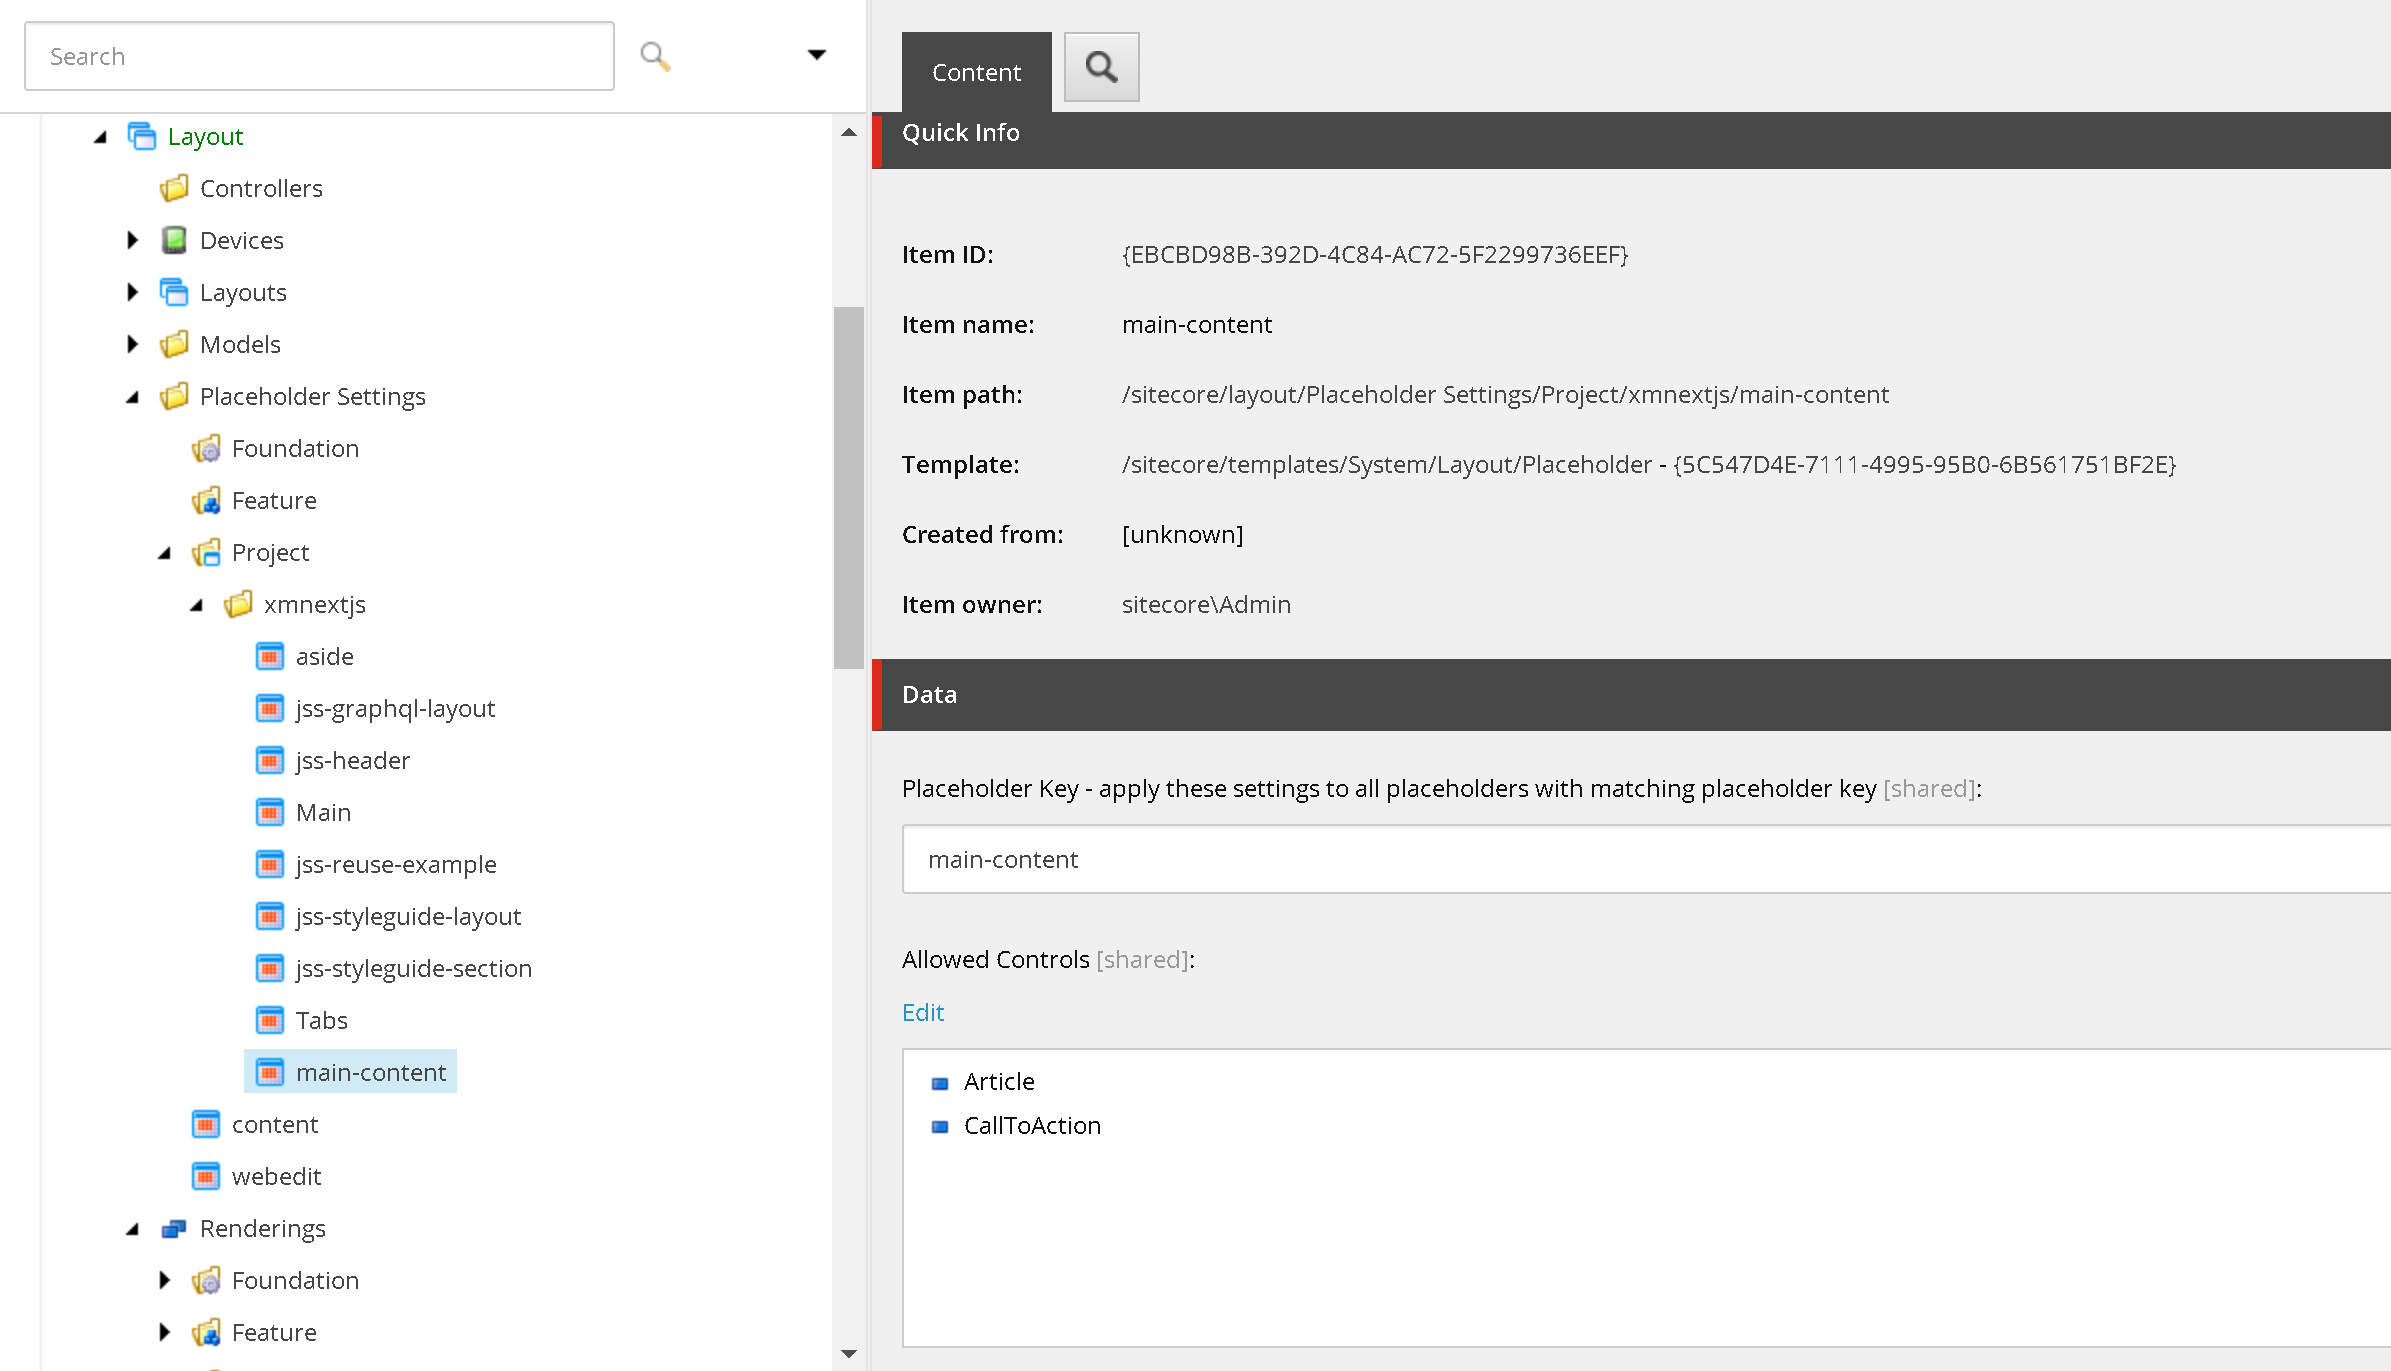 Search
Layout
Controllers
Devices
Layouts
Models
Placeholder Settings
Foundation
Feature
Project
xmnextjs
aside
jss-graphql-layout
jss-header
Main
jss-reuse-example
jss-styleguide-layout
jss-styleguide-section
Tabs
main-content
content
webedit
Renderings
Foundation
Feature
Content
Quick Info
Item ID: {EBCBD98B-392D-4C84-AC72-5F2299736EEF}
Item name: main-content
Item path: /sitecore/layout/Placeholder Settings/Project/xmnextjs/main-content
Template: /sitecore/templates/System/Layout/Placeholder - {5C547D4E-7111-4995-95B0-6B561751BF2E}
Created from: [unknown]
Item owner: sitecore\Admin
Data
Placeholder Key - apply these settings to all placeholders with matching placeholder key [shared]:
main-content
Allowed Controls [shared]:
Edit
Article
CallToAction